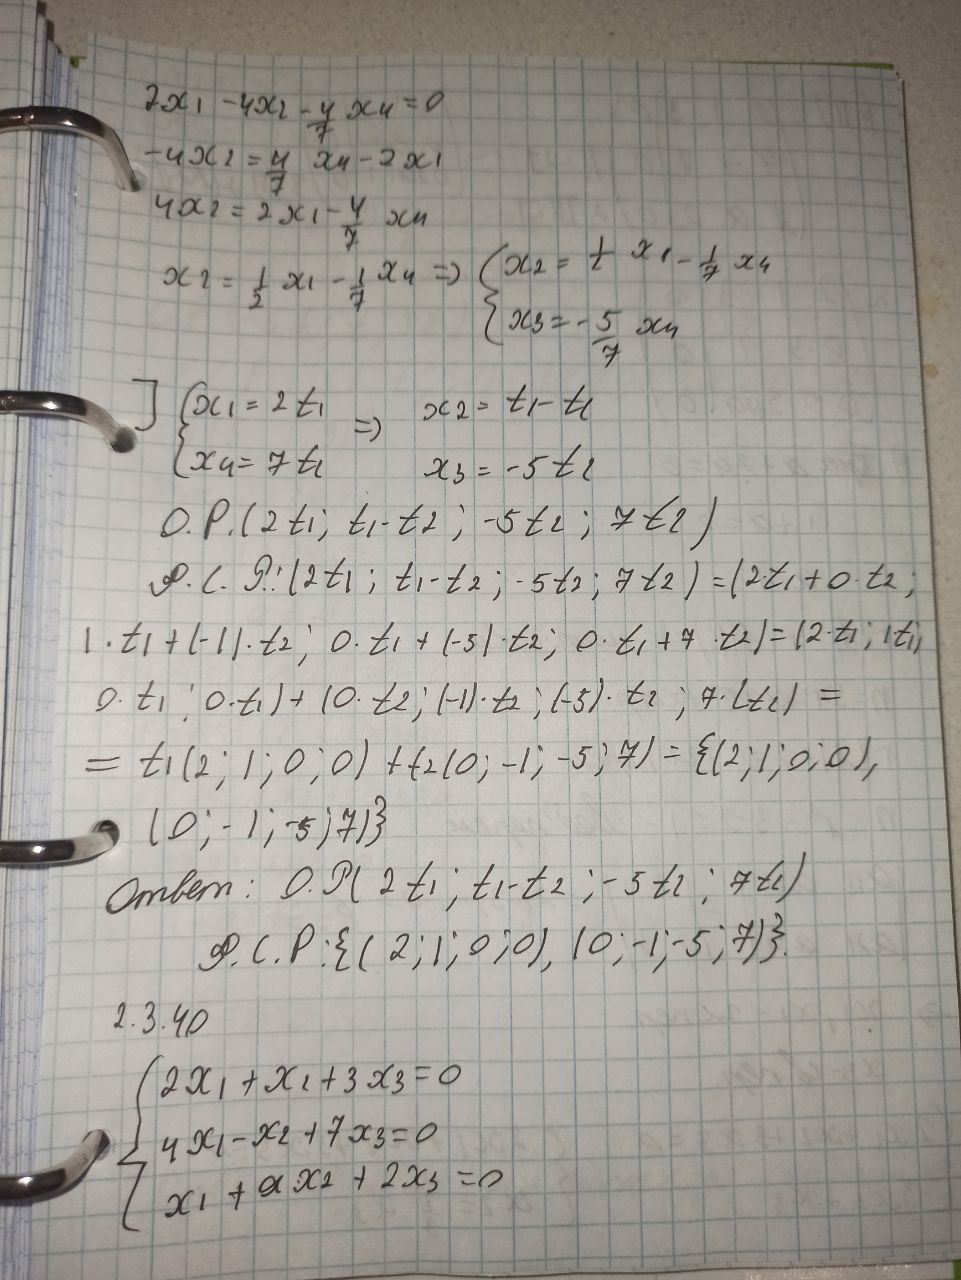 2x1 - 4x2 - 4/7 x4 = 0
-4x2 = 4/7 x4 - 2x1
4x2 = 2x1 - 4/7 x4
x2 = 1/2 x1 - 1/7 x4 => { x2 = 1 x1 - 1/7 x4
x3 = -5/7 x4
] { x1 = 2t1 => x2 = t1 - t2
x4 = 7t2 x3 = -5t2
О.Р.(2t1; t1-t2; -5t2; 7t2)
Ф.С.Р.:(2t1; t1-t2; -5t2; 7t2) = (2t1+0·t2;
1·t1+(-1)·t2; 0·t1+(-5)·t2; 0·t1+7·t2) = (2·t1; 1t1;
0·t1; 0·t1) + (0·t2; (-1)·t2; (-5)·t2; 7·(t2) =
= t1(2; 1; 0; 0) + t2(0; -1; -5; 7) = {(2; 1; 0; 0),
(0; -1; -5; 7)}
Ответ: О.Р(2t1; t1-t2; -5t2; 7t2)
Ф.С.Р:{(2; 1; 0; 0), (0; -1; -5; 7)}.
2.3.40
{ 2x1 + x2 + 3x3 = 0
4x1 - x2 + 7x3 = 0
x1 + ax2 + 2x3 = 0